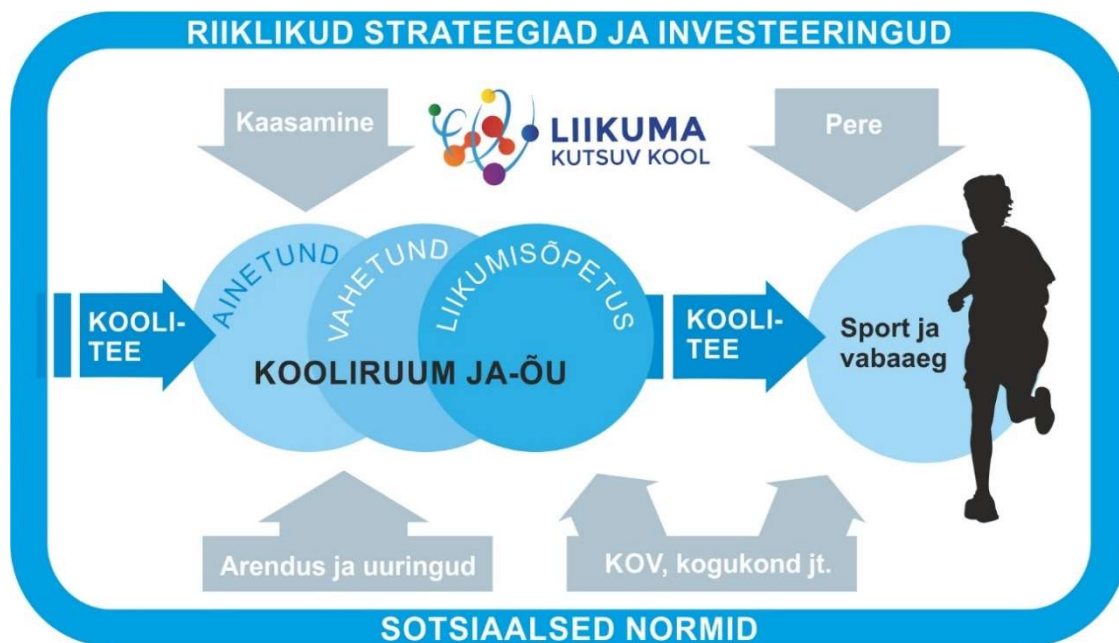 RIIKLIKUD STRATEEGIAD JA INVESTEERINGUD
Kaasamine
LIIKUMA
KUTSUV KOOL
Pere
KOOLI-
TEE
AINETUND
VAHETUND
LIIKUMISÕPETUS
KOOLIRUUM JA-ÕU
KOOLI-
TEE
Sport ja
vabaaeg
Arendus ja uuringud
KOV, kogukond jt.
SOTSIAALSED NORMID